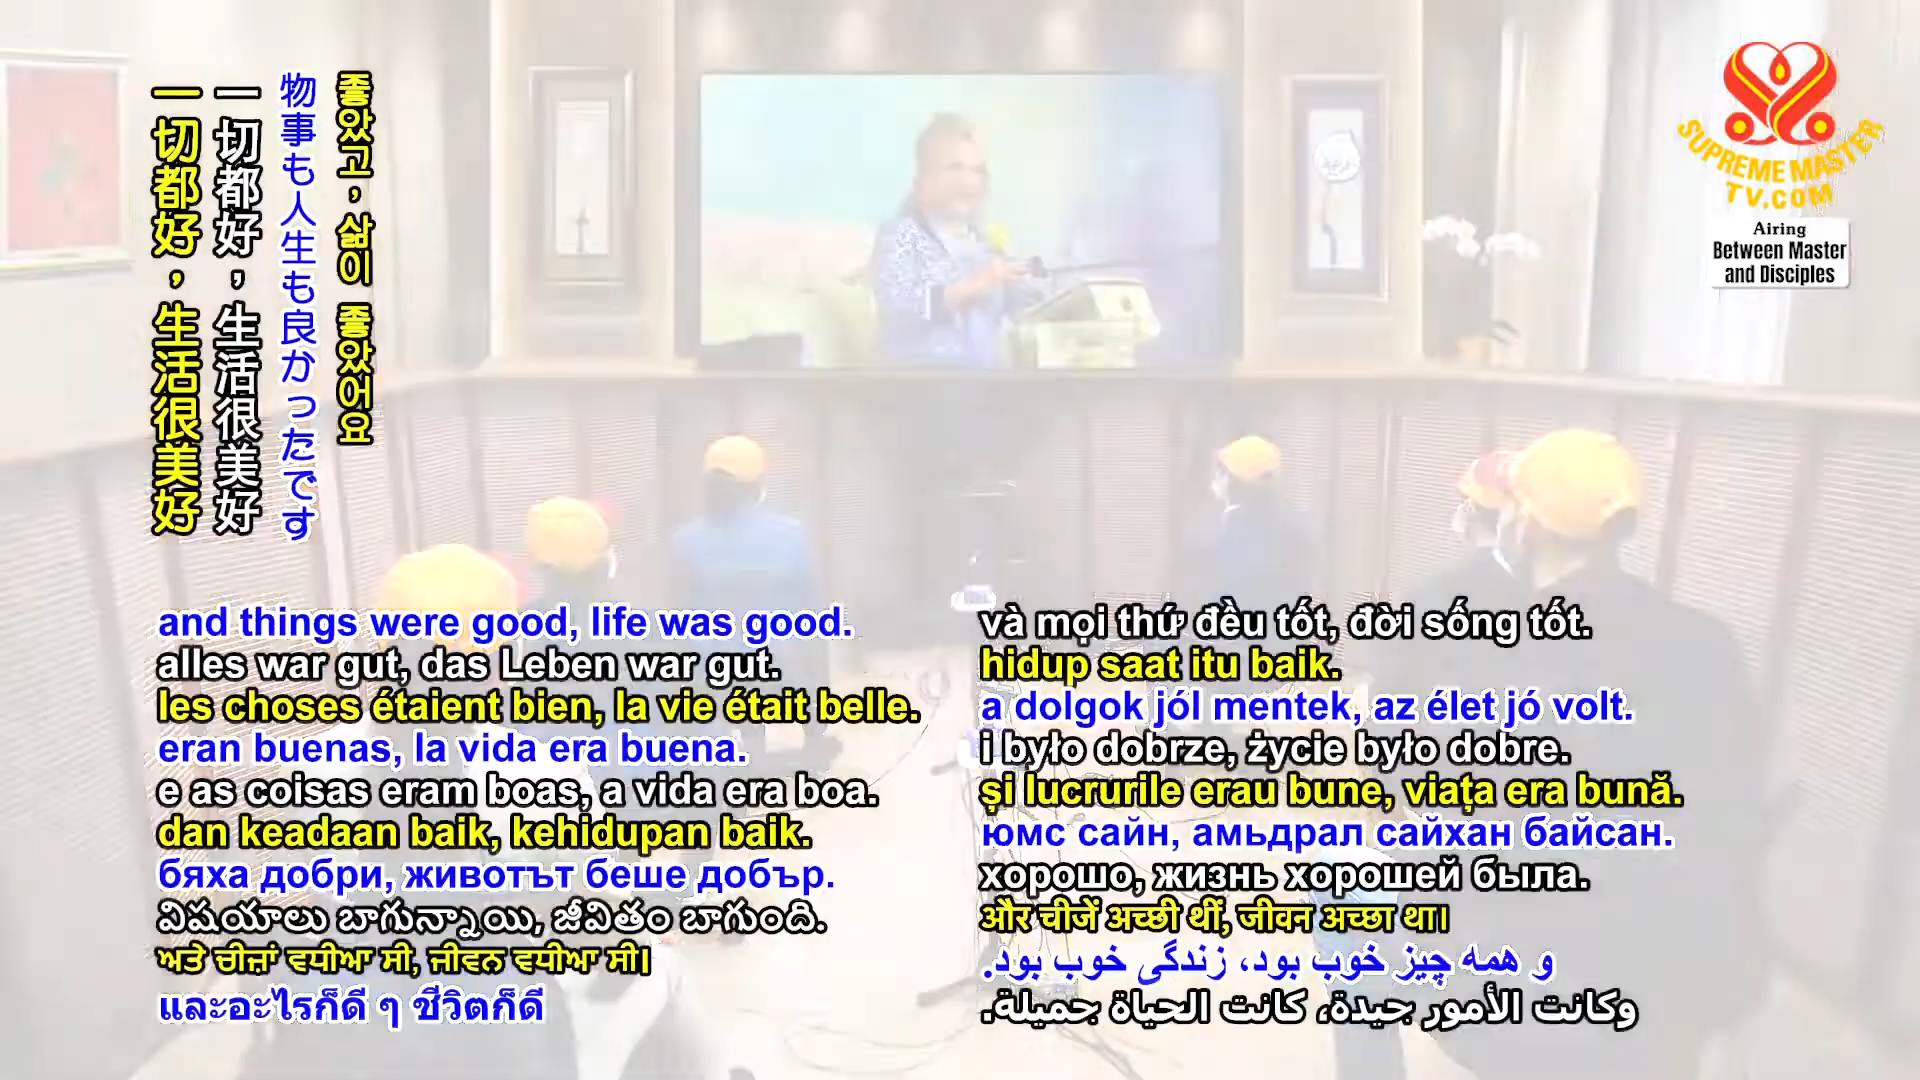 좋았고, 삶이 좋았어요
物事も人生も良かったです
一切都好，生活很美好
一切都好，生活很美好
SUPREME MASTER
TV.COM
Airing
Between Master
and Disciples
and things were good, life was good.
alles war gut, das Leben war gut.
les choses étaient bien, la vie était belle.
eran buenas, la vida era buena.
e as coisas eram boas, a vida era boa.
dan keadaan baik, kehidupan baik.
бяха добри, животът беше добър.
విషయాలు బాగున్నాయి, జీవితం బాగుంది.
ਅਤੇ ਚੀਜ਼ਾਂ ਵਧੀਆ ਸੀ, ਜੀਵਨ ਵਧੀਆ ਸੀ।
และอะไรก็ดี ๆ ชีวิตก็ดี
và mọi thứ đều tốt, đời sống tốt.
hidup saat itu baik.
a dolgok jól mentek, az élet jó volt.
i było dobrze, życie było dobre.
și lucrurile erau bune, viața era bună.
юмс сайн, амьдрал сайхан байсан.
хорошо, жизнь хорошей была.
और चीजें अच्छी थीं, जीवन अच्छा था।
و همه چیز خوب بود، زندگی خوب بود.
وكانت الأمور جيدة، كانت الحياة جميلة.